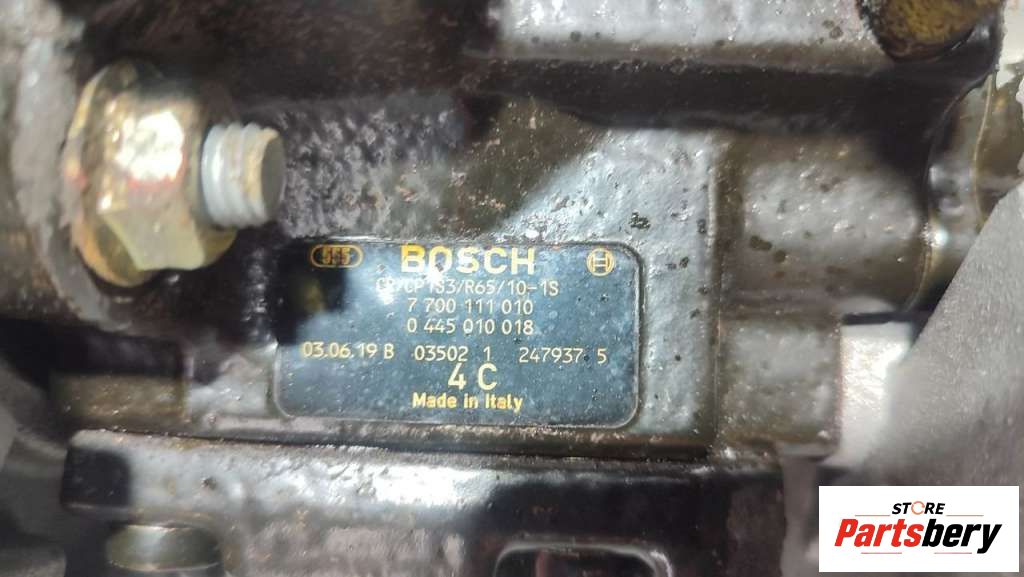 BOSCH
CR/CP1S3/R65/10-1S
7 700 111 010
0 445 010 018
03.06.19 B 03502 1 247937 5
4 C
Made in Italy
STORE
Partsbery